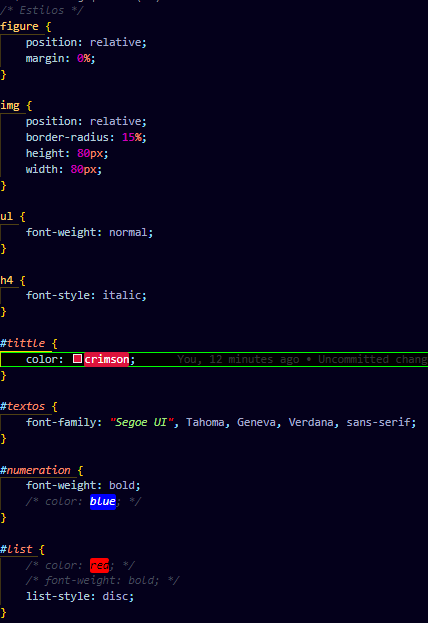 /* Estilos */
figure {
position: relative;
margin: 0%;
}
img {
position: relative;
border-radius: 15%;
height: 80px;
width: 80px;
}
ul {
font-weight: normal;
}
h4 {
font-style: italic;
}
#tittle {
color: crimson; You, 12 minutes ago • Uncommitted chang
}
#textos {
font-family: "Segoe UI", Tahoma, Geneva, Verdana, sans-serif;
}
#numeration {
font-weight: bold;
/* color: blue; */
}
#list {
/* color: red; */
/* font-weight: bold; */
list-style: disc;
}